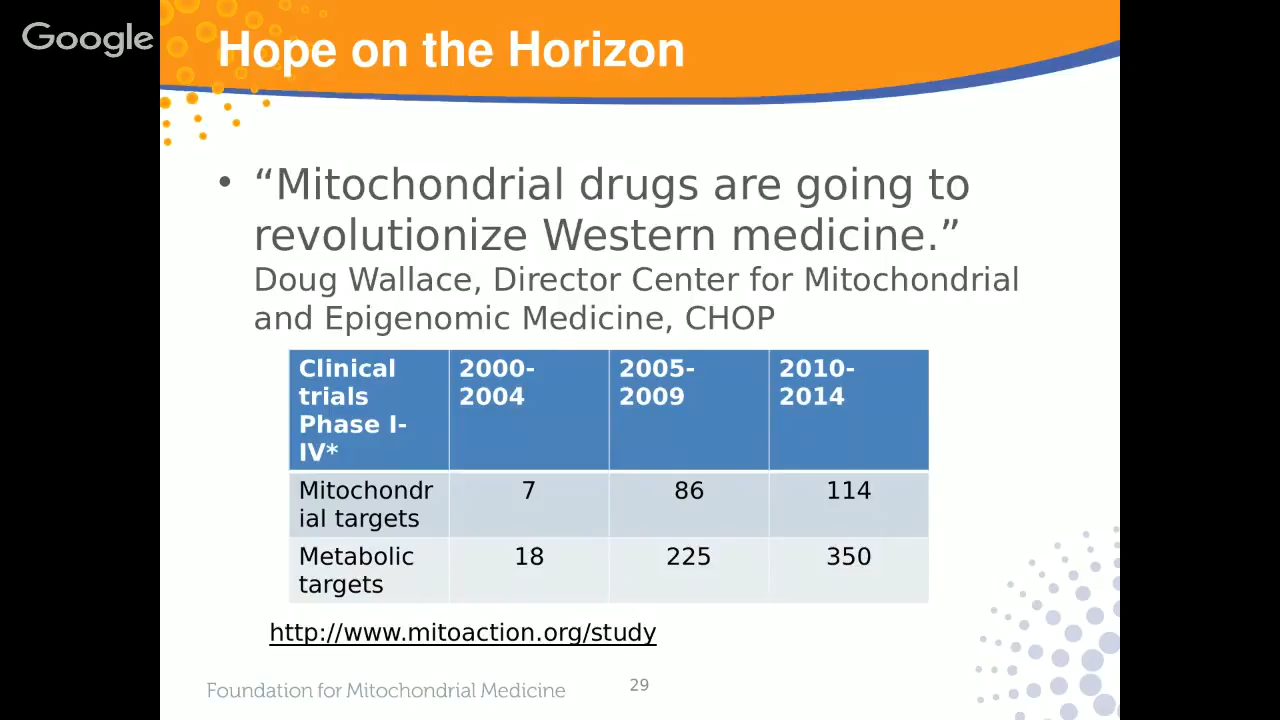 Google
Hope on the Horizon
• “Mitochondrial drugs are going to
revolutionize Western medicine.”
Doug Wallace, Director Center for Mitochondrial
and Epigenomic Medicine, CHOP
Clinical trials Phase I-IV* 2000-2004 2005-2009 2010-2014
Mitochondrial targets 7 86 114
Metabolic targets 18 225 350
http://www.mitoaction.org/study
Foundation for Mitochondrial Medicine 29